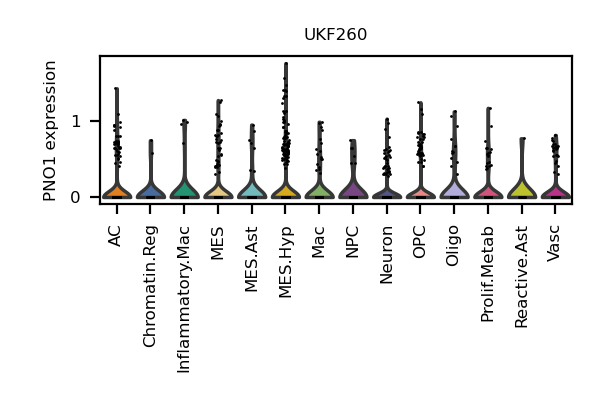 UKF260
PNO1 expression
1
0
AC
Chromatin.Reg
Inflammatory.Mac
MES
MES.Ast
MES.Hyp
Mac
NPC
Neuron
OPC
Oligo
Prolif.Metab
Reactive.Ast
Vasc